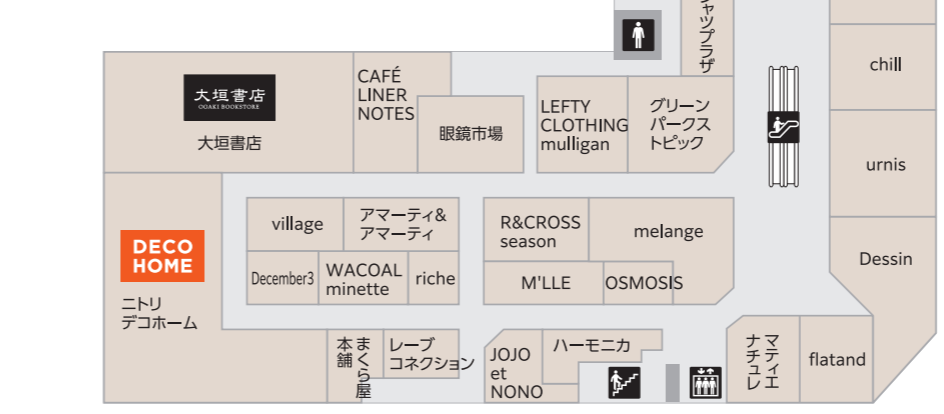 ャツプラザ
chill
大垣書店
OGAKI BOOKSTORE
大垣書店
CAFÉ
LINER
NOTES
眼鏡市場
LEFTY
CLOTHING
mulligan
グリーン
パークス
トピック
urnis
village
アマーティ&
アマーティ
R&CROSS
season
melange
DECO
HOME
ニトリ
デコホーム
December3
WACOAL
minette
riche
M'LLE
OSMOSIS
Dessin
まくら屋
本舗
レーブ
コネクション
JOJO
et
NONO
ハーモニカ
マティエ
ナチュレ
flatand